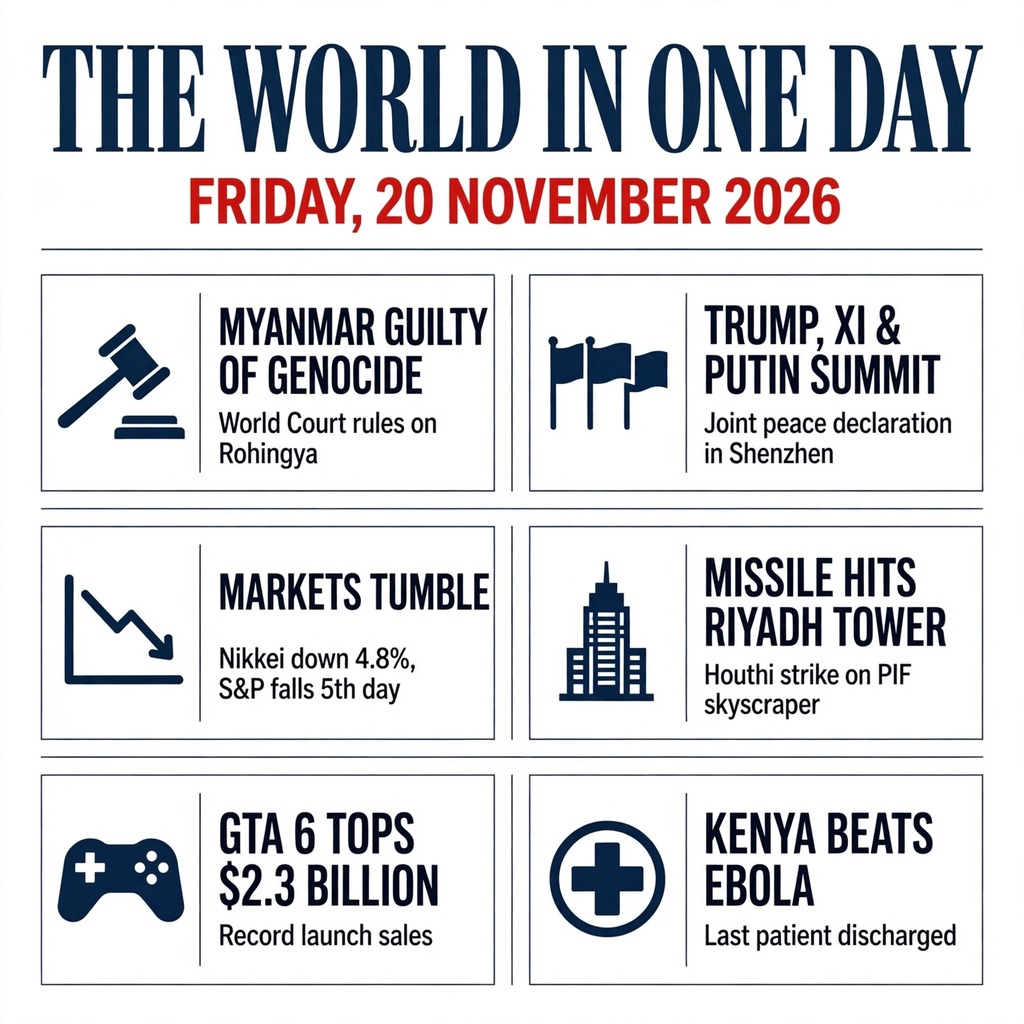 THE WORLD IN ONE DAY
FRIDAY, 20 NOVEMBER 2026
MYANMAR GUILTY
OF GENOCIDE
World Court rules on
Rohingya
TRUMP, XI &
PUTIN SUMMIT
Joint peace declaration
in Shenzhen
MARKETS TUMBLE
Nikkei down 4.8%,
S&P falls 5th day
MISSILE HITS
RIYADH TOWER
Houthi strike on PIF
skyscraper
GTA 6 TOPS
$2.3 BILLION
Record launch sales
KENYA BEATS
EBOLA
Last patient discharged